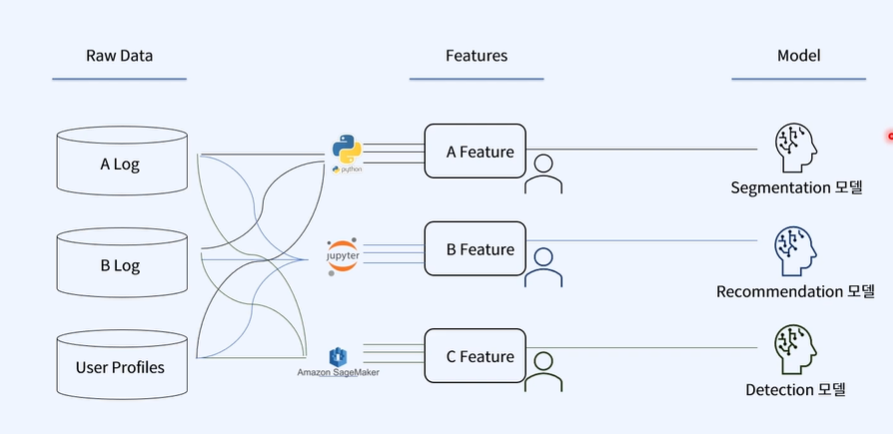 Raw Data
Features
Model
A Log
python
A Feature
Segmentation 모델
B Log
jupyter
B Feature
Recommendation 모델
User Profiles
Amazon SageMaker
C Feature
Detection 모델